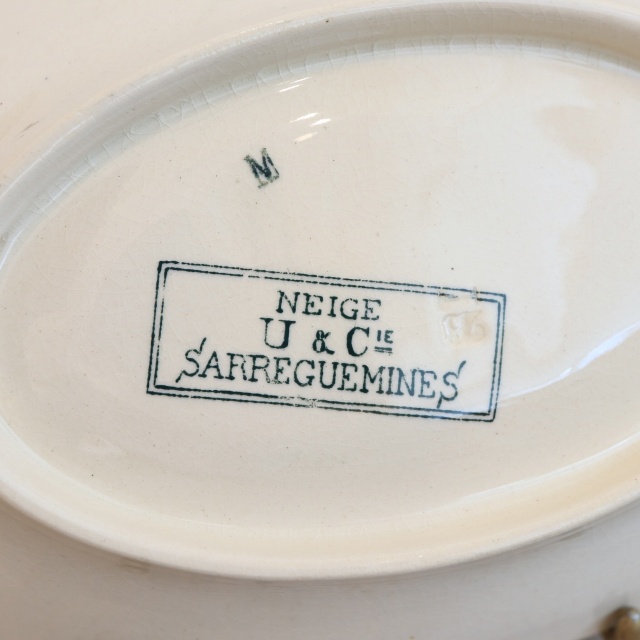 M
NEIGE
U & CIE
SARREGUEMINES